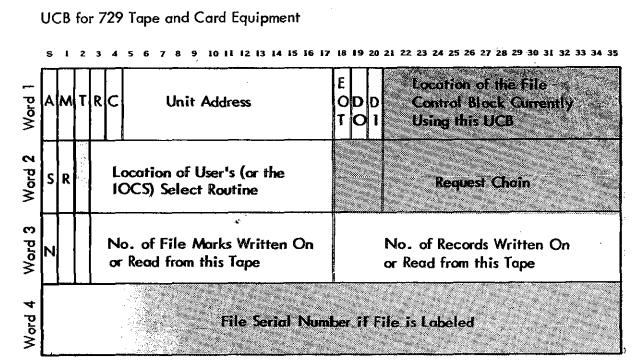 UCB for 729 Tape and Card Equipment
S 1 2 3 4 5 6 7 8 9 10 11 12 13 14 15 16 17 18 19 20 21 22 23 24 25 26 27 28 29 30 31 32 33 34 35
Word 1
A M T R C
Unit Address
EOT
DO
DI
Location of the File
Control Block Currently
Using this UCB
Word 2
S R
Location of User's (or the
IOCS) Select Routine
Request Chain
Word 3
N
No. of File Marks Written On
or Read from this Tape
No. of Records Written On
or Read from this Tape
Word 4
File Serial Number if File is Labeled